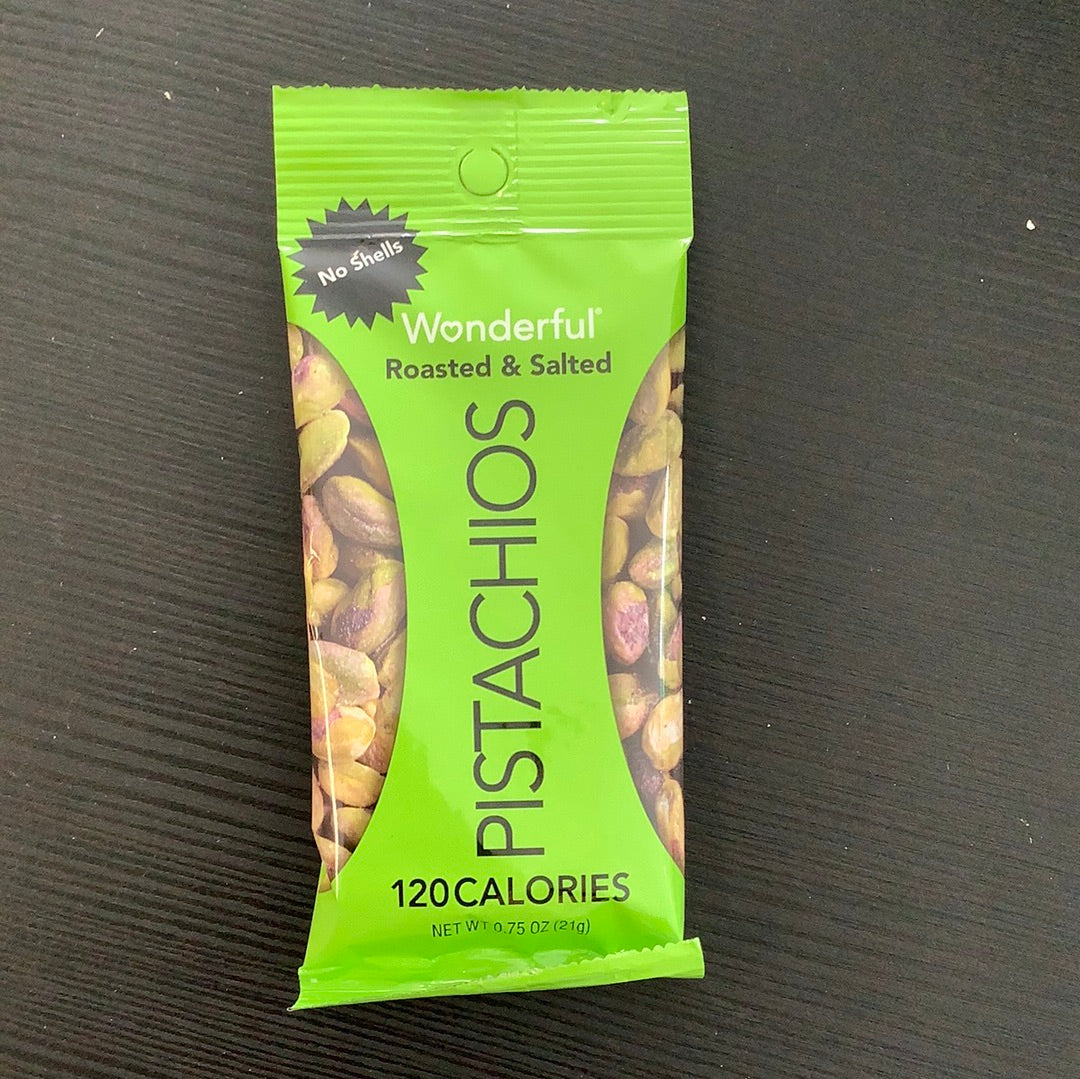 No Shells
Wonderful®
Roasted & Salted
PISTACHIOS
120 CALORIES
NET WT 0.75 OZ (21g)